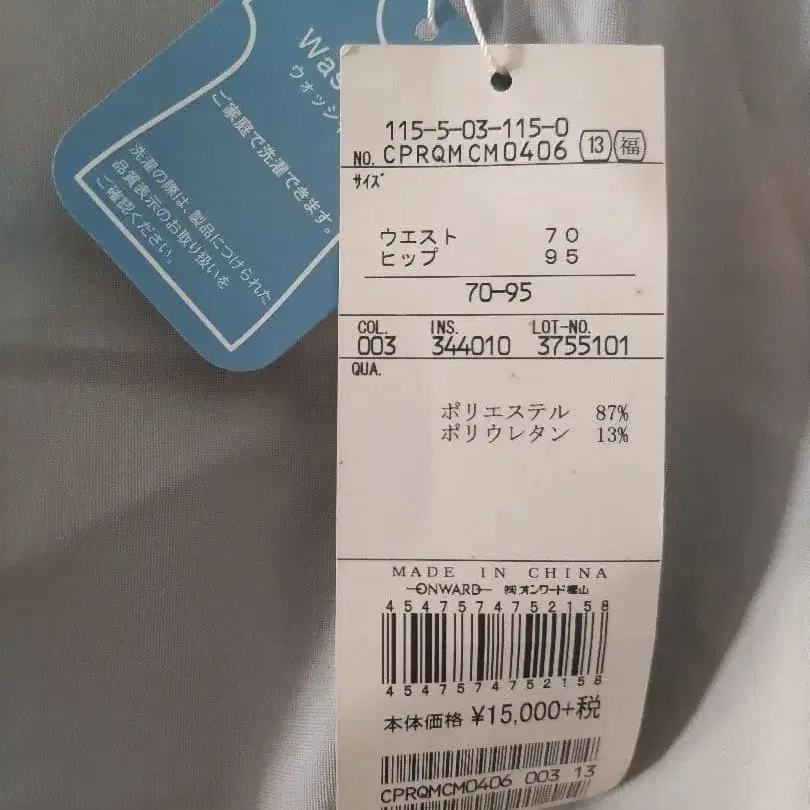 ウォッシ
ご家庭で洗濯できます。
洗濯の際は、製品につけられた
品質表示のお取り扱いを
ご確認ください。
115-5-03-115-0
NO. CPRQMCM0406 13 福
サイズ
ウエスト 70
ヒップ 95
70-95
COL. INS. LOT-NO.
003 344010 3755101
QUA.
ポリエステル 87%
ポリウレタン 13%
MADE IN CHINA
ONWARD ㈱オンワード樫山
4547574752158
4547574752158
本体価格 ¥15,000+税
CPRQMCM0406 003 13